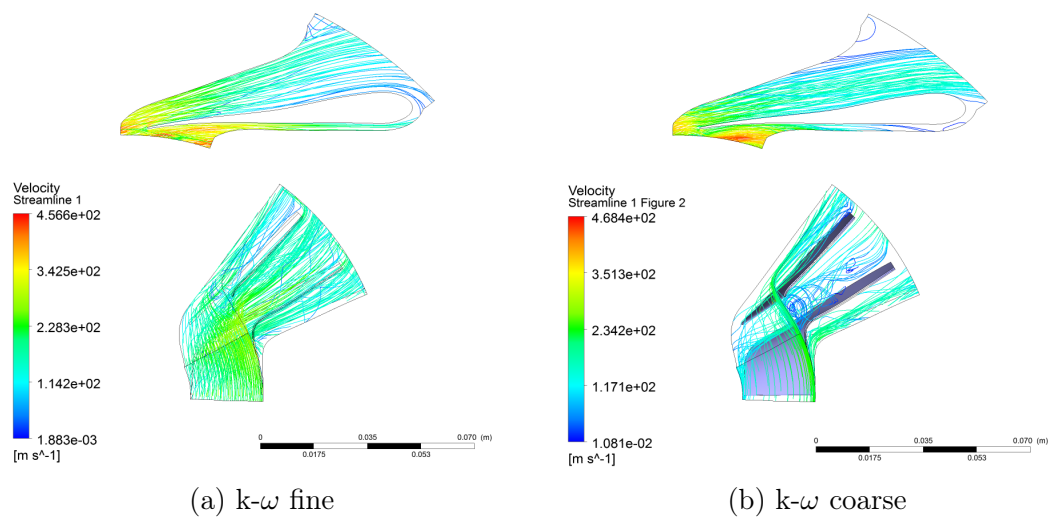 Velocity
Streamline 1
4.566e+02
3.425e+02
2.283e+02
1.142e+02
1.883e-03
[m s^-1]
0 0.035 0.070 (m)
0.0175 0.053
(a) k-ω fine
Velocity
Streamline 1 Figure 2
4.684e+02
3.513e+02
2.342e+02
1.171e+02
1.081e-02
[m s^-1]
0 0.035 0.070 (m)
0.0175 0.053
(b) k-ω coarse